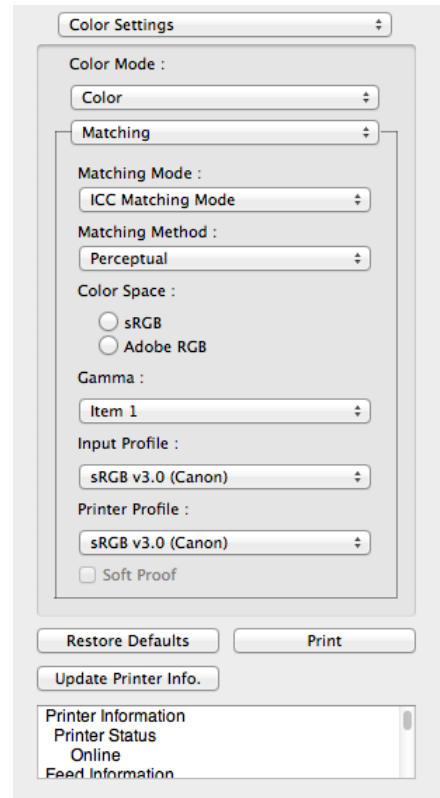 Color Settings
Color Mode :
Color
Matching
Matching Mode :
ICC Matching Mode
Matching Method :
Perceptual
Color Space :
sRGB
Adobe RGB
Gamma :
Item 1
Input Profile :
sRGB v3.0 (Canon)
Printer Profile :
sRGB v3.0 (Canon)
Soft Proof
Restore Defaults
Print
Update Printer Info.
Printer Information
Printer Status
Online
Feed Information